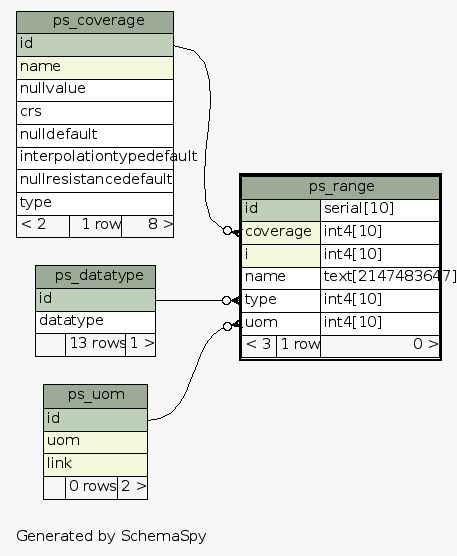 ps_coverage
id
name
nullvalue
crs
nulldefault
interpolationtypedefault
nullresistancedefault
type
< 2 1 row 8 >
ps_range
id serial[10]
coverage int4[10]
i int4[10]
name text[2147483647]
type int4[10]
uom int4[10]
< 3 1 row 0 >
ps_datatype
id
datatype
13 rows 1 >
ps_uom
id
uom
link
0 rows 2 >
Generated by SchemaSpy